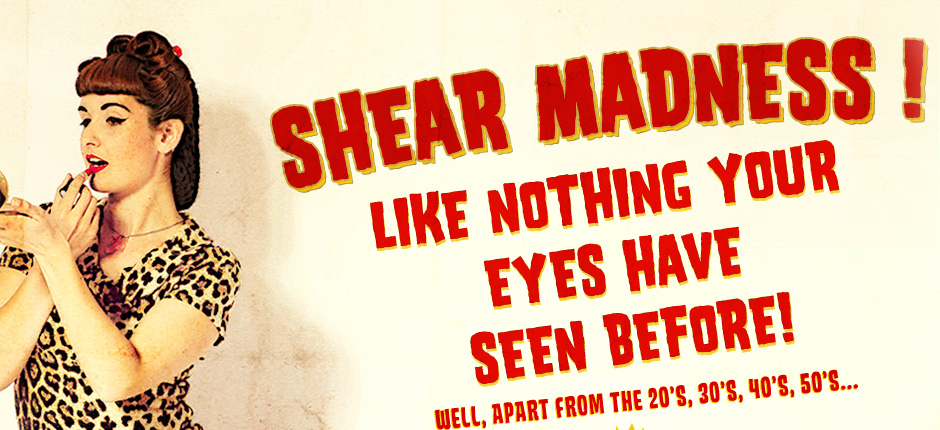 SHEAR MADNESS !
LIKE NOTHING YOUR
EYES HAVE
SEEN BEFORE!
WELL, APART FROM THE 20'S, 30'S, 40'S, 50'S...